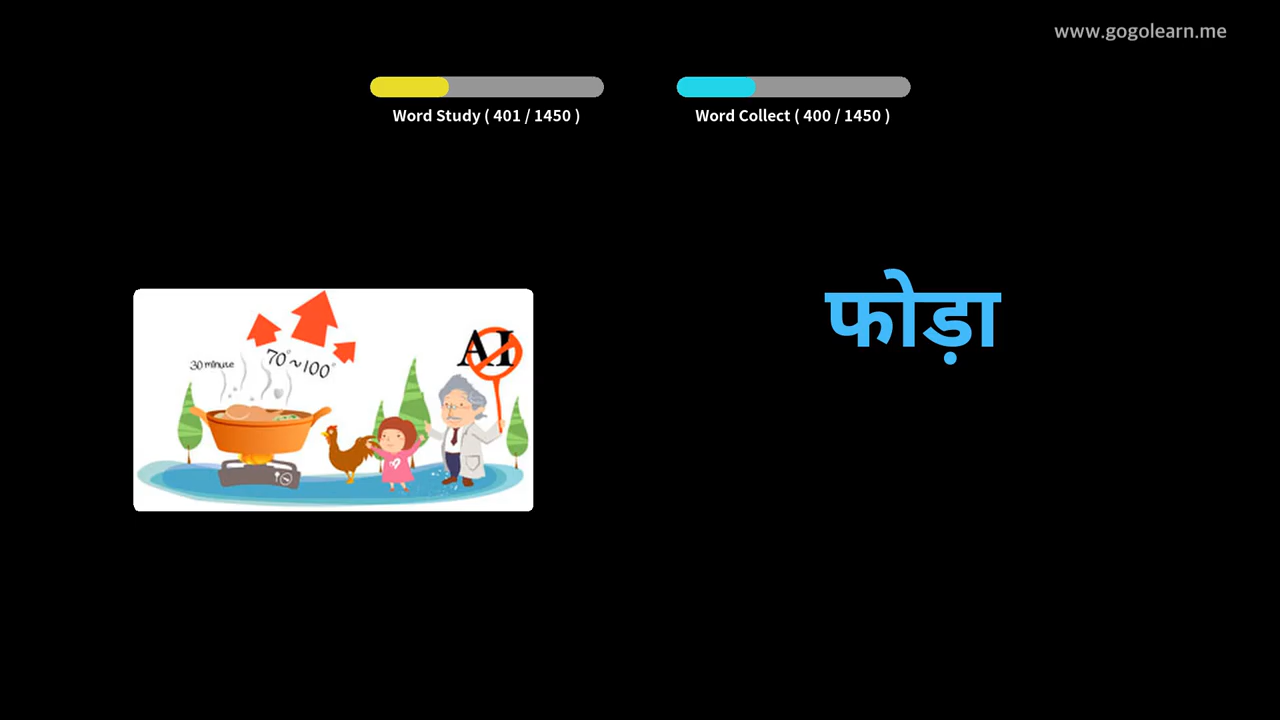 www.gogolearn.me
Word Study ( 401 / 1450 )
Word Collect ( 400 / 1450 )
फोड़ा
30 minute
70°~100°
AI